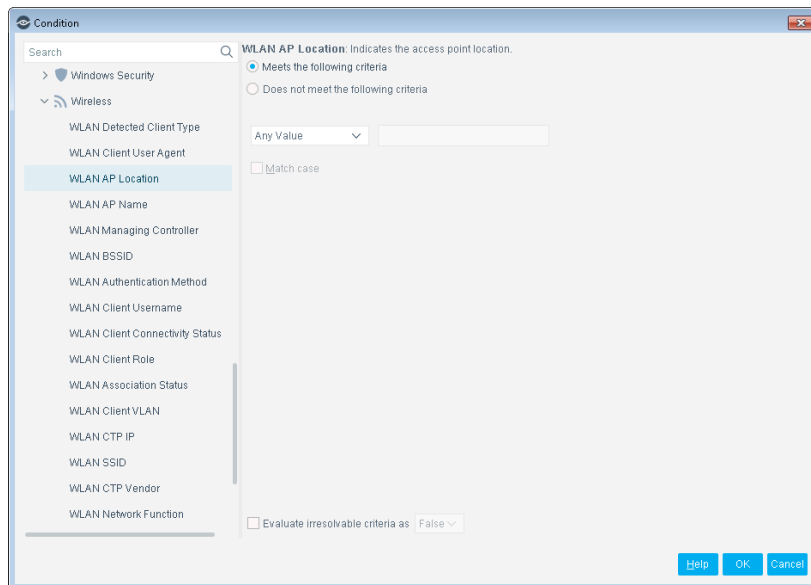 Condition
Search
Windows Security
Wireless
WLAN Detected Client Type
WLAN Client User Agent
WLAN AP Location
WLAN AP Name
WLAN Managing Controller
WLAN BSSID
WLAN Authentication Method
WLAN Client Username
WLAN Client Connectivity Status
WLAN Client Role
WLAN Association Status
WLAN Client VLAN
WLAN CTP IP
WLAN SSID
WLAN CTP Vendor
WLAN Network Function
WLAN AP Location: Indicates the access point location.
Meets the following criteria
Does not meet the following criteria
Any Value
Match case
Evaluate irresolvable criteria as False
Help OK Cancel